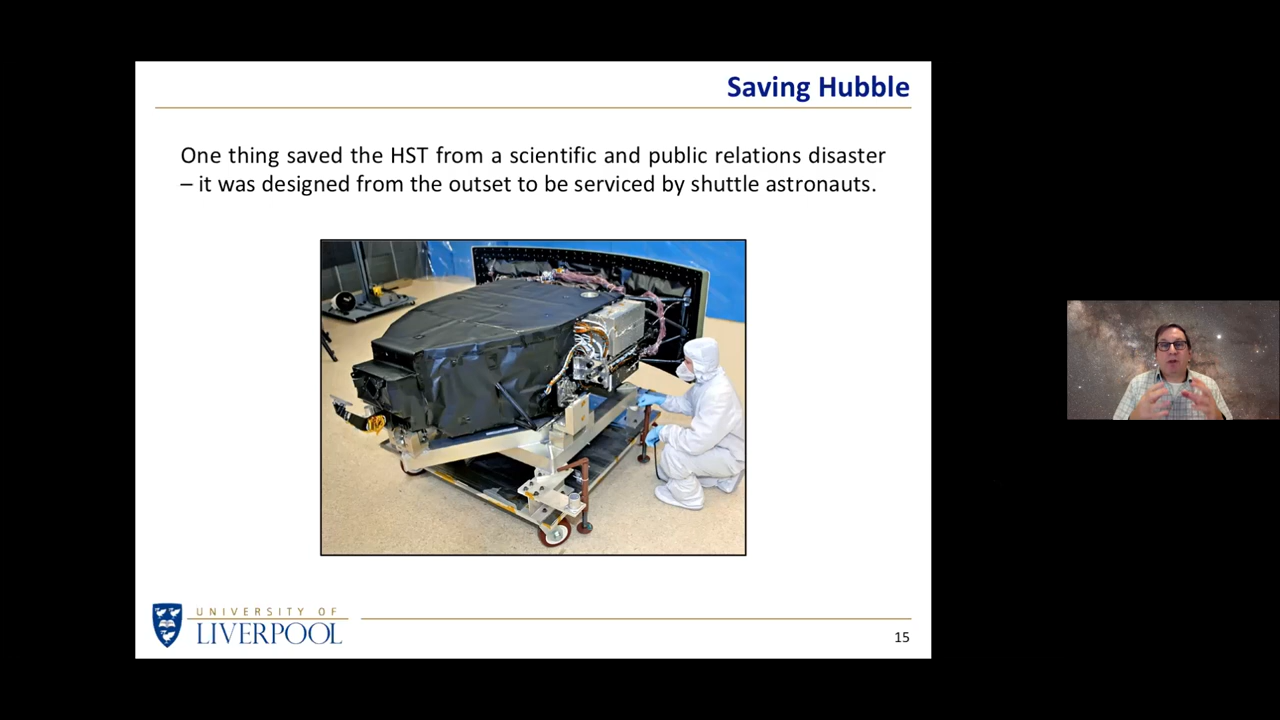 Saving Hubble
One thing saved the HST from a scientific and public relations disaster
– it was designed from the outset to be serviced by shuttle astronauts.
UNIVERSITY OF
LIVERPOOL
15